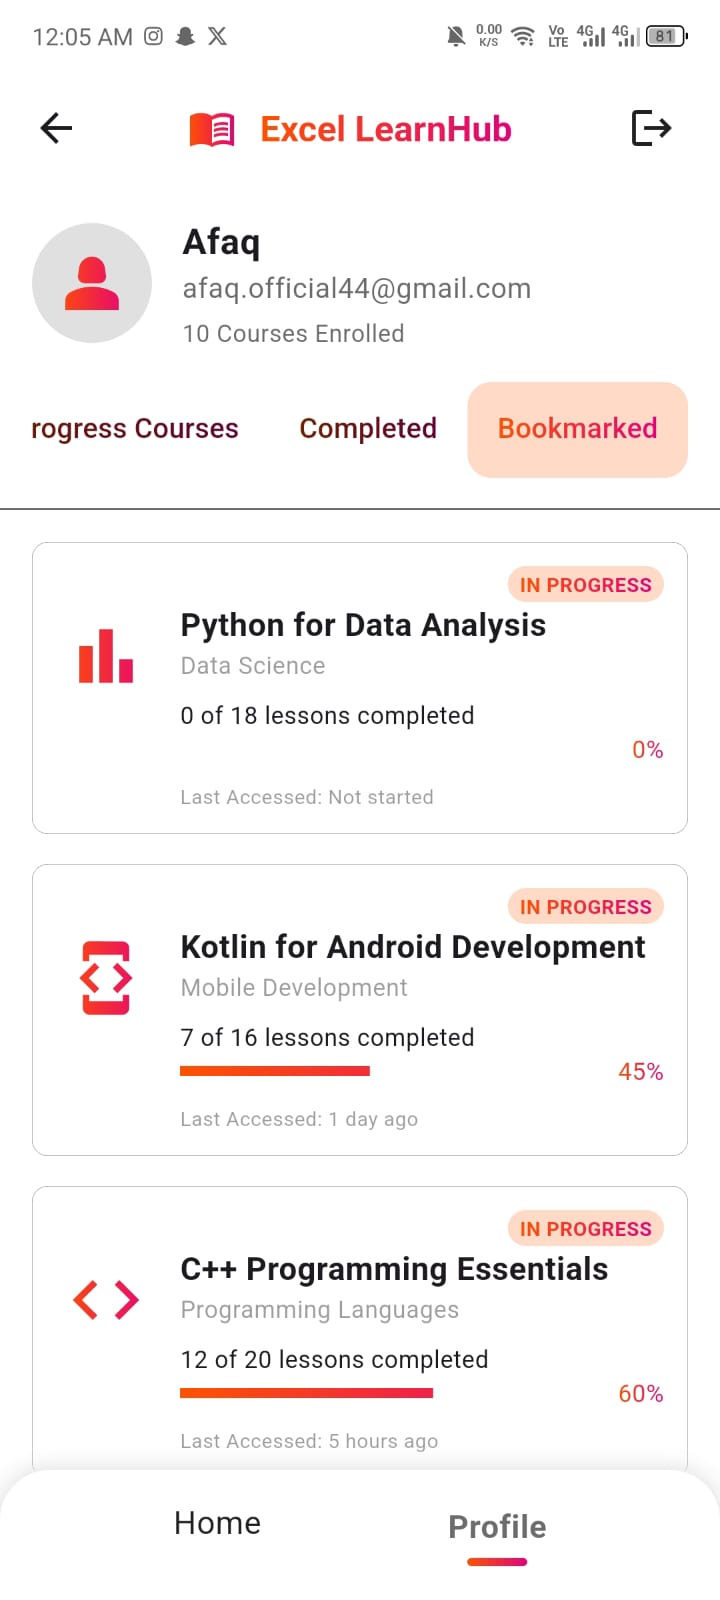 12:05 AM 0.00 K/S Vo LTE 4G 4G 81
Excel LearnHub
Afaq
afaq.official44@gmail.com
10 Courses Enrolled
rogress Courses Completed Bookmarked
IN PROGRESS
Python for Data Analysis
Data Science
0 of 18 lessons completed
0%
Last Accessed: Not started
IN PROGRESS
Kotlin for Android Development
Mobile Development
7 of 16 lessons completed
45%
Last Accessed: 1 day ago
IN PROGRESS
C++ Programming Essentials
Programming Languages
12 of 20 lessons completed
60%
Last Accessed: 5 hours ago
Home Profile